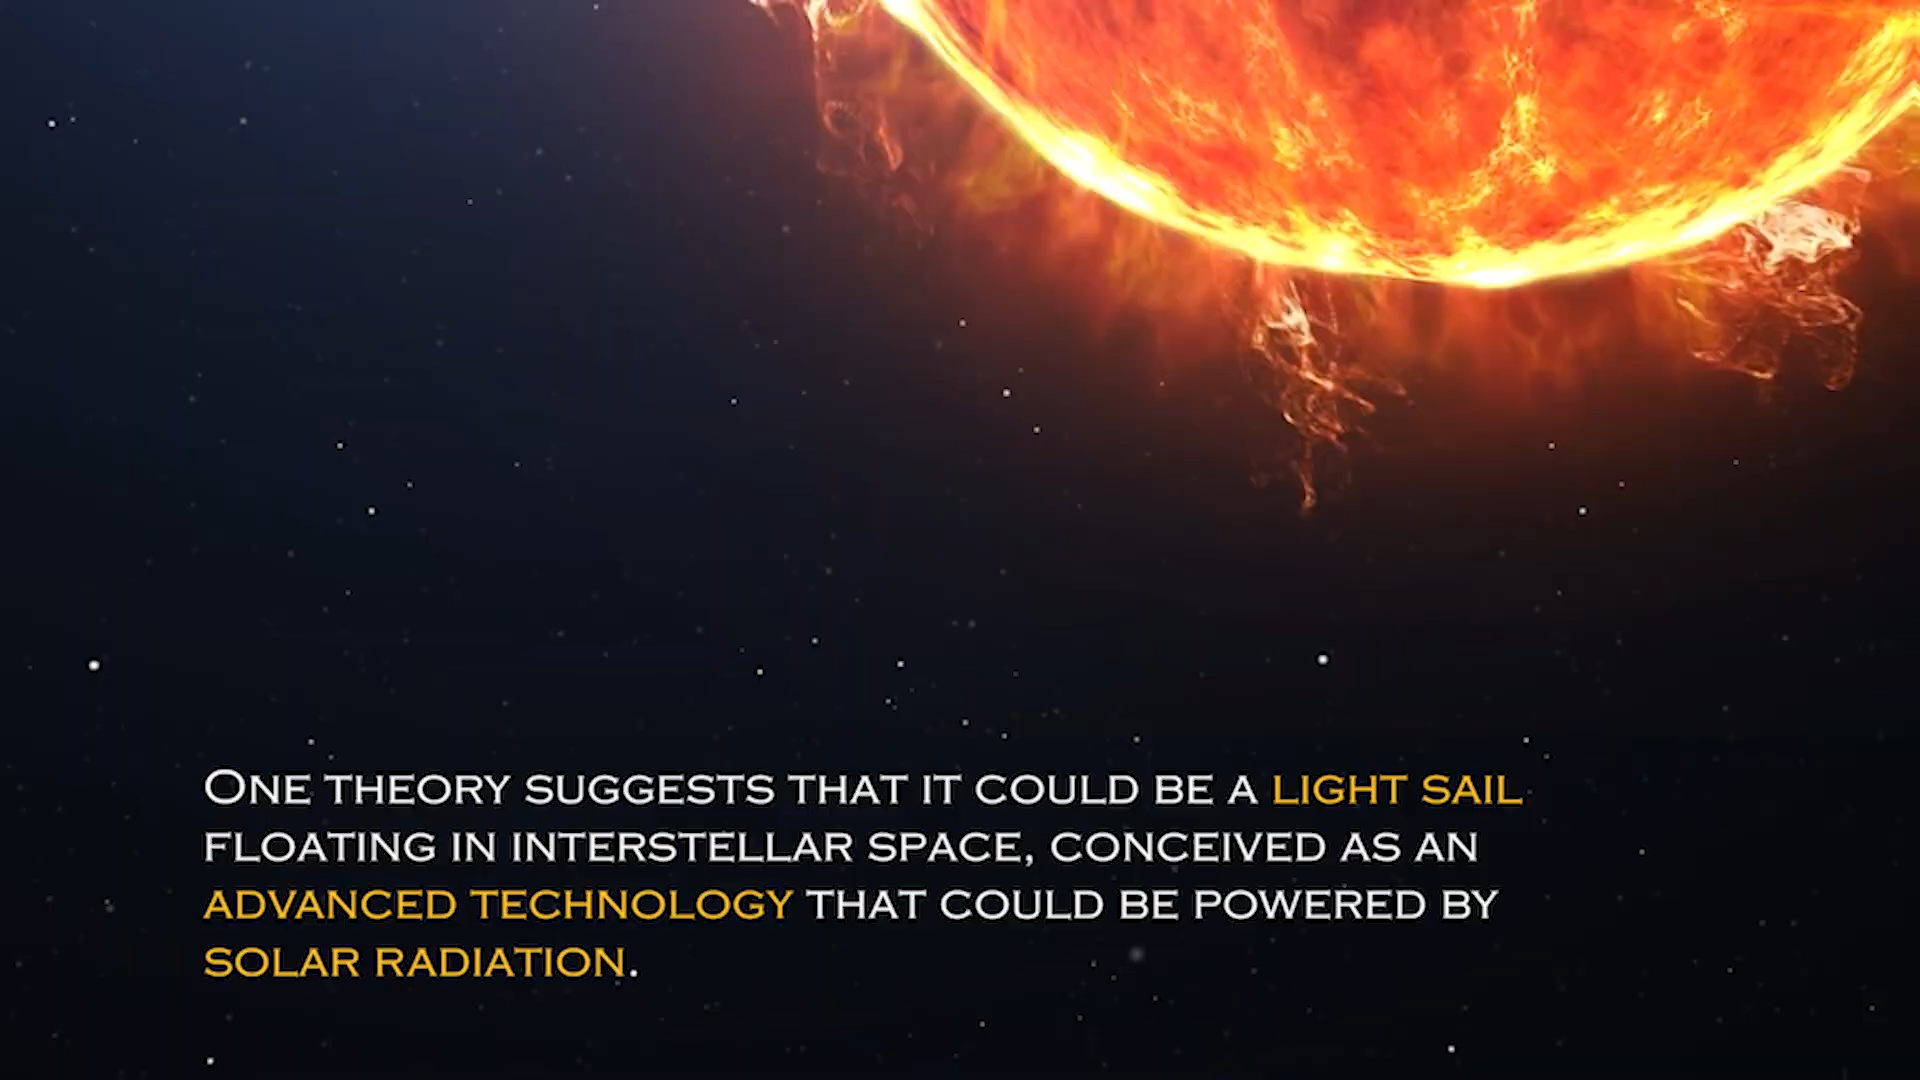 One theory suggests that it could be a light sail
floating in interstellar space, conceived as an
advanced technology that could be powered by
solar radiation.